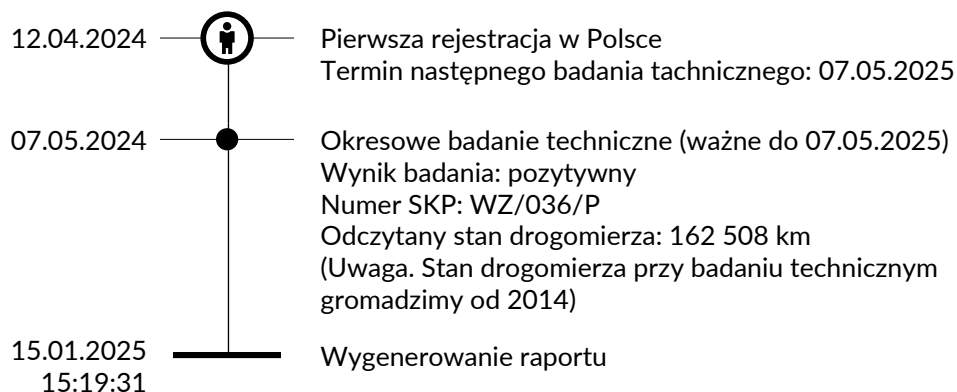 12.04.2024
Pierwsza rejestracja w Polsce
Termin następnego badania tachnicznego: 07.05.2025
07.05.2024
Okresowe badanie techniczne (ważne do 07.05.2025)
Wynik badania: pozytywny
Numer SKP: WZ/036/P
Odczytany stan drogomierza: 162 508 km
(Uwaga. Stan drogomierza przy badaniu technicznym
gromadzimy od 2014)
15.01.2025
15:19:31
Wygenerowanie raportu